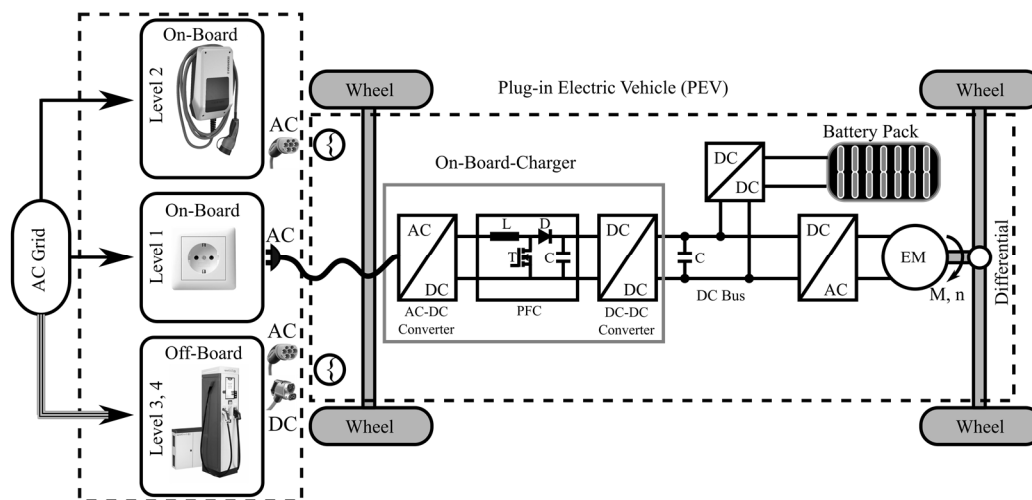 AC Grid
On-Board
Level 2
AC
On-Board
Level 1
AC
Off-Board
Level 3, 4
AC
DC
{
{
Wheel
Wheel
Wheel
Wheel
Plug-in Electric Vehicle (PEV)
On-Board-Charger
AC
DC
AC-DC
Converter
L
D
T
C
PFC
DC
DC
DC-DC
Converter
C
DC Bus
DC
DC
Battery Pack
DC
AC
EM
M, n
Differential